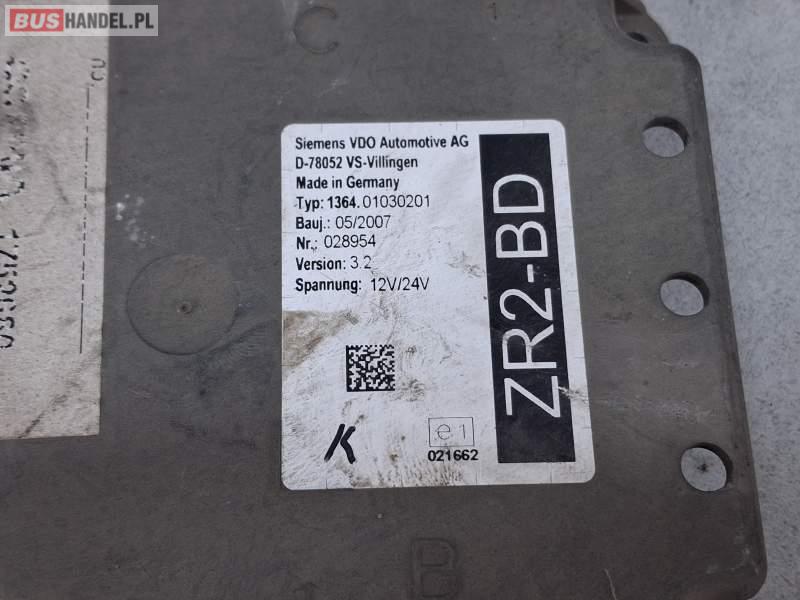 BUSHANDEL.PL
C
Siemens VDO Automotive AG
D-78052 VS-Villingen
Made in Germany
Typ: 1364.01030201
Bauj.: 05/2007
Nr.: 028954
Version: 3.2
Spannung: 12V/24V
ZR2-BD
K
e1
021662
B